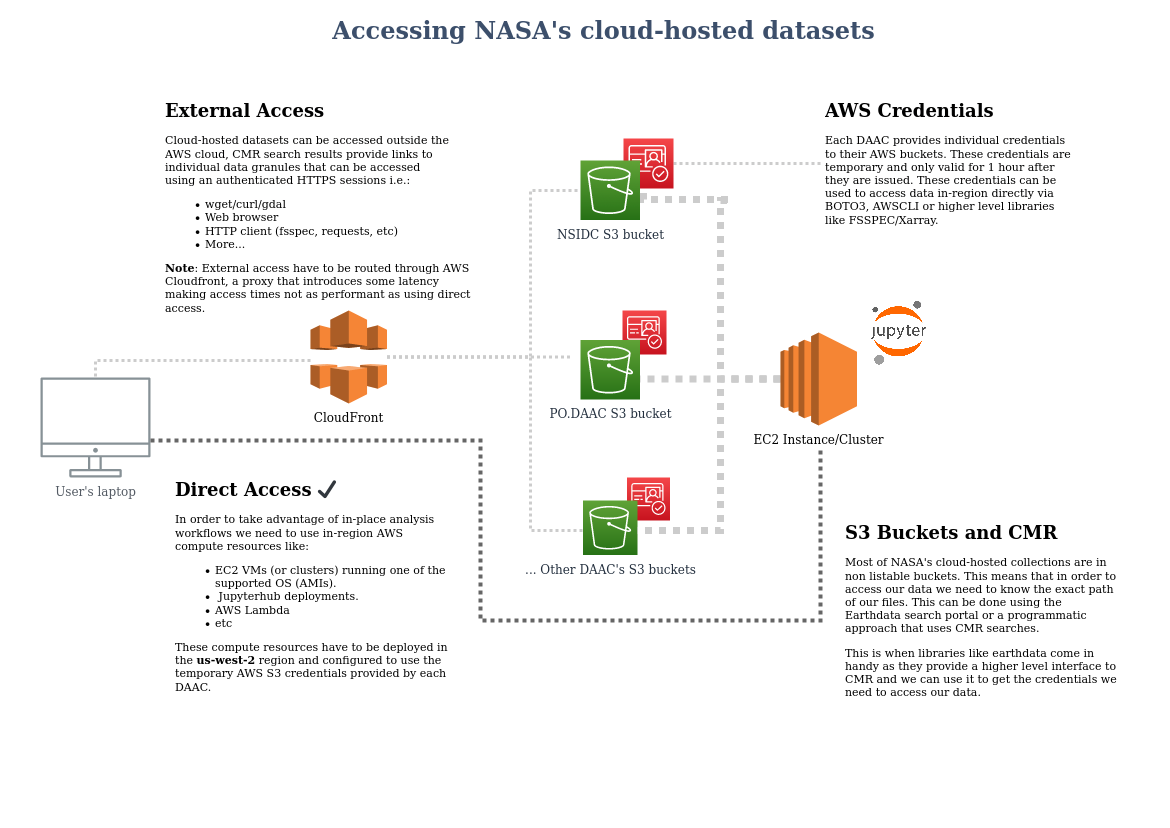 Accessing NASA's cloud-hosted datasets
External Access
Cloud-hosted datasets can be accessed outside the
AWS cloud, CMR search results provide links to
individual data granules that can be accessed
using an authenticated HTTPS sessions i.e.:
• wget/curl/gdal
• Web browser
• HTTP client (fsspec, requests, etc)
• More...
Note: External access have to be routed through AWS
Cloudfront, a proxy that introduces some latency
making access times not as performant as using direct
access.
CloudFront
User's laptop
Direct Access
In order to take advantage of in-place analysis
workflows we need to use in-region AWS
compute resources like:
• EC2 VMs (or clusters) running one of the
supported OS (AMIs).
• Jupyterhub deployments.
• AWS Lambda
• etc
These compute resources have to be deployed in
the us-west-2 region and configured to use the
temporary AWS S3 credentials provided by each
DAAC.
NSIDC S3 bucket
PO.DAAC S3 bucket
... Other DAAC's S3 buckets
AWS Credentials
Each DAAC provides individual credentials
to their AWS buckets. These credentials are
temporary and only valid for 1 hour after
they are issued. These credentials can be
used to access data in-region directly via
BOTO3, AWSCLI or higher level libraries
like FSSPEC/Xarray.
jupyter
EC2 Instance/Cluster
S3 Buckets and CMR
Most of NASA's cloud-hosted collections are in
non listable buckets. This means that in order to
access our data we need to know the exact path
of our files. This can be done using the
Earthdata search portal or a programmatic
approach that uses CMR searches.
This is when libraries like earthdata come in
handy as they provide a higher level interface to
CMR and we can use it to get the credentials we
need to access our data.